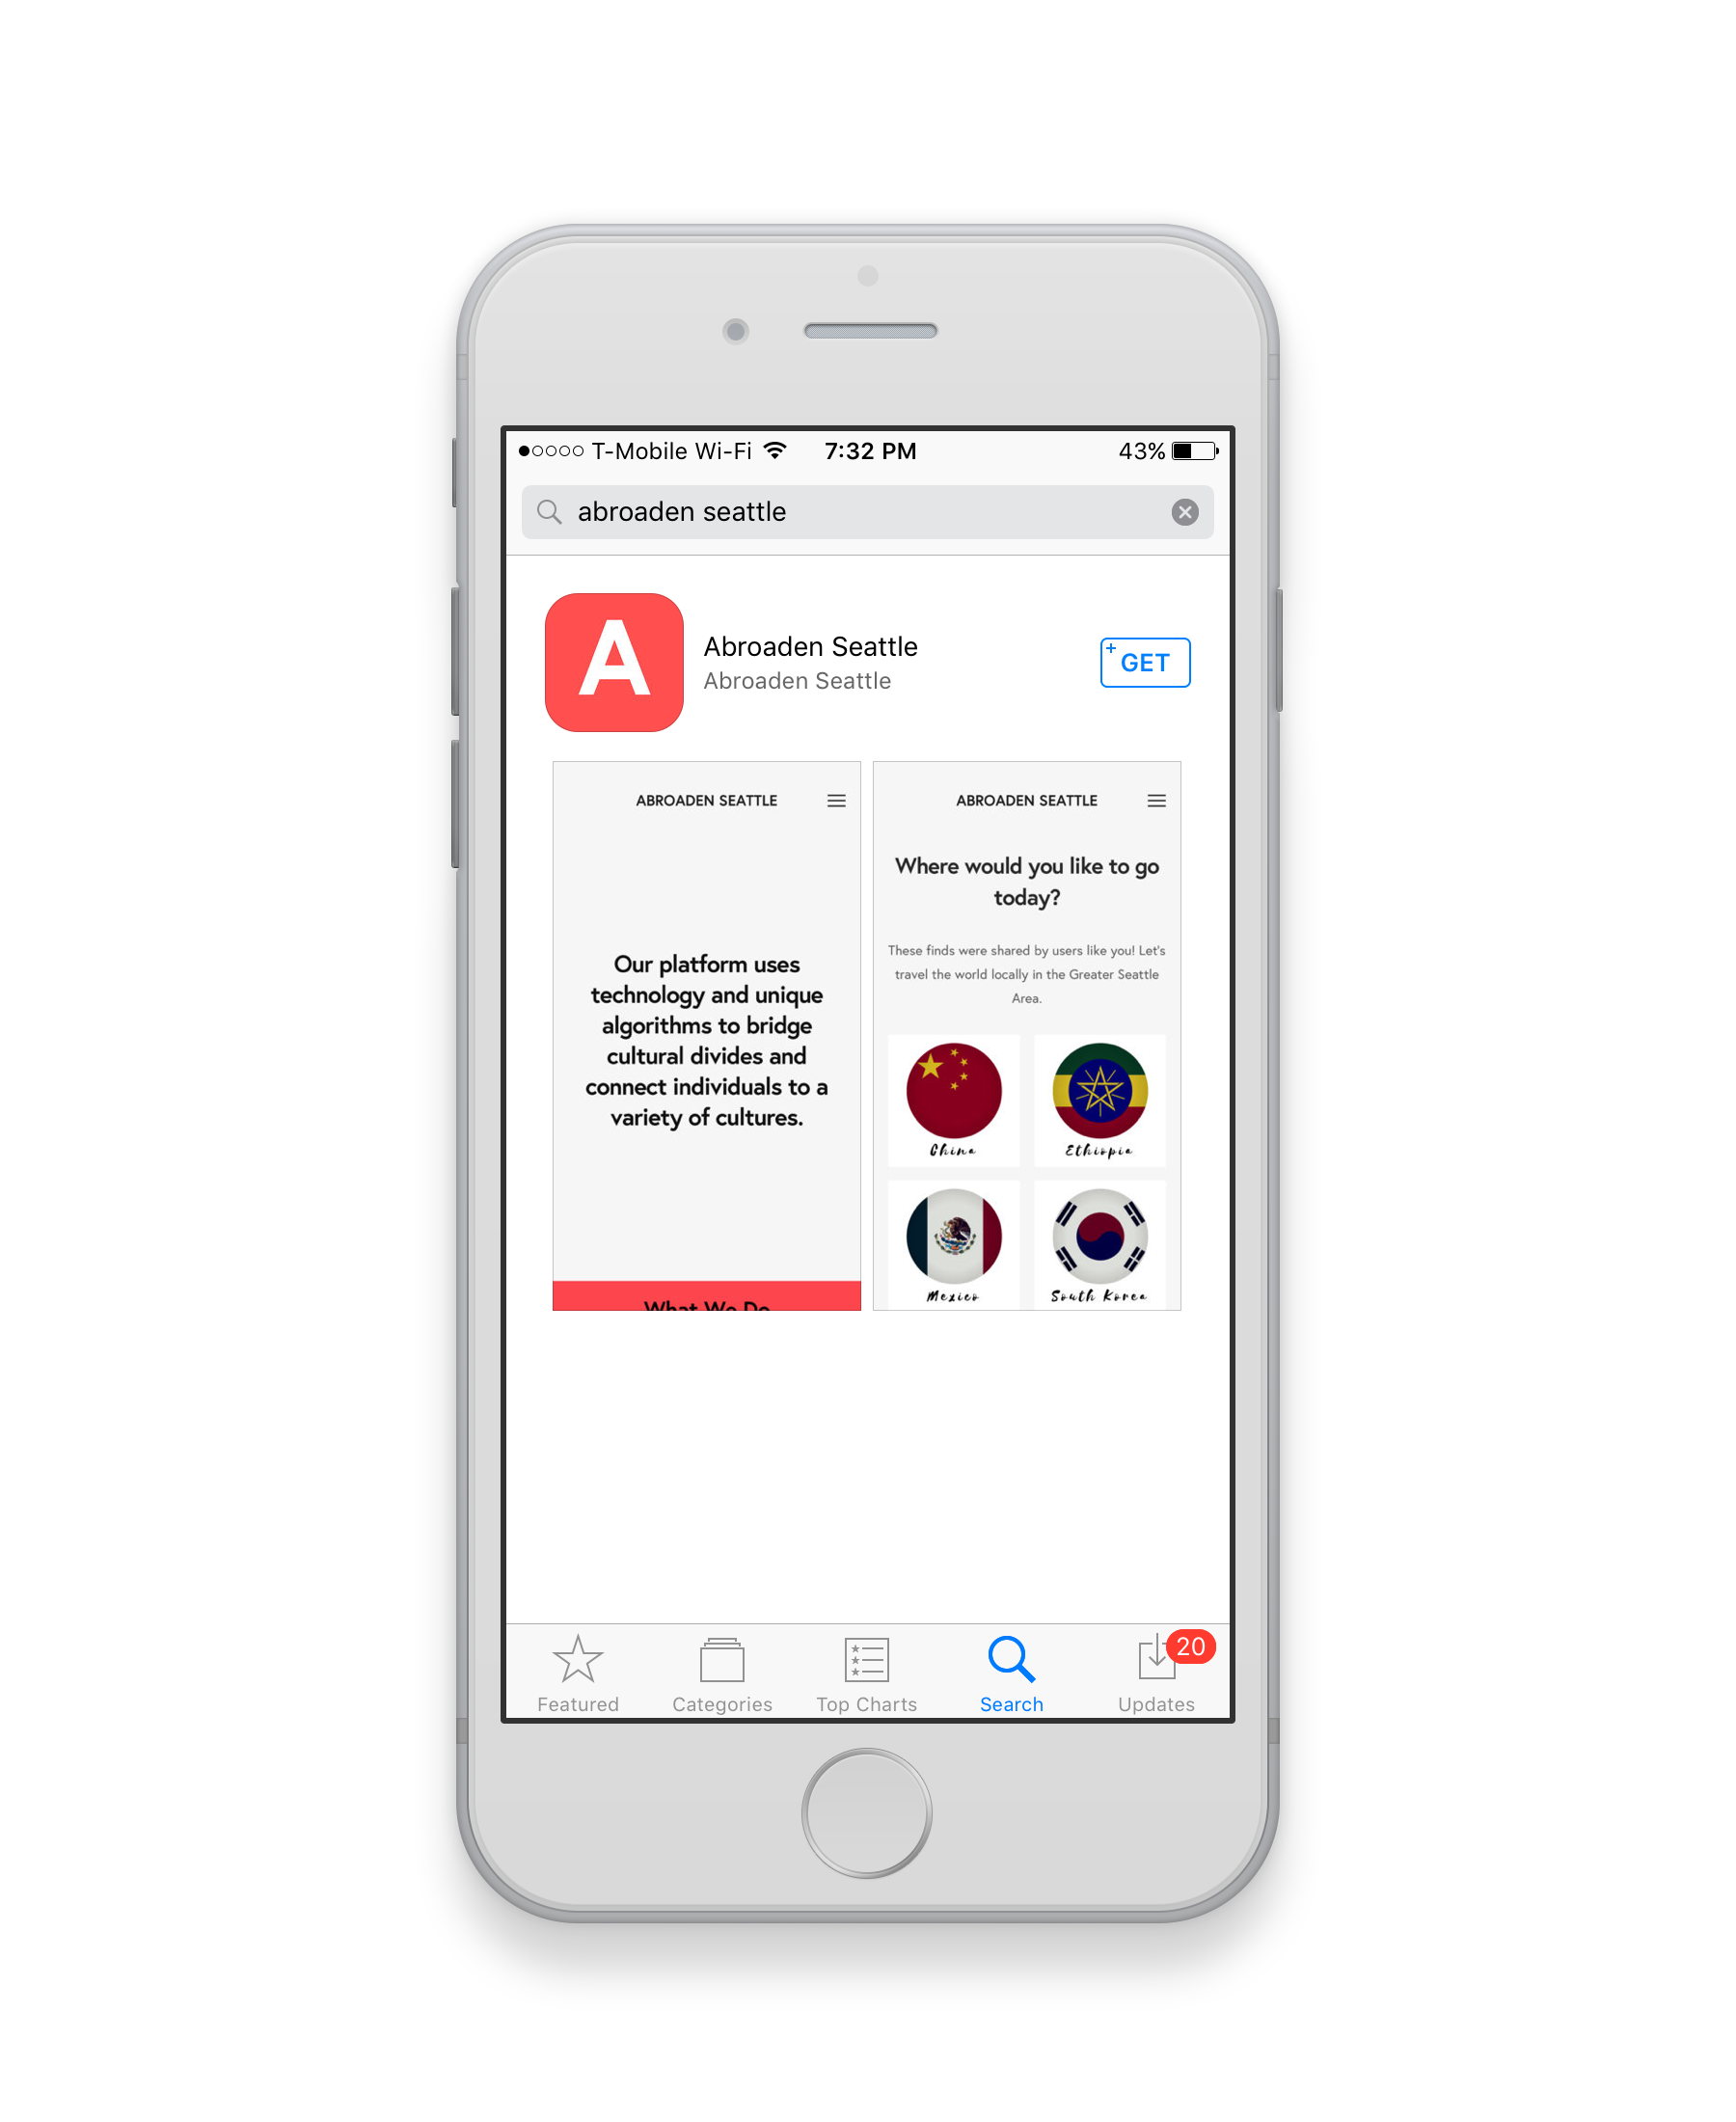 T-Mobile Wi-Fi 7:32 PM 43%
abroaden seattle
A
Abroaden Seattle
Abroaden Seattle
+ GET
ABROADEN SEATTLE
Our platform uses
technology and unique
algorithms to bridge
cultural divides and
connect individuals to a
variety of cultures.
What We Do
ABROADEN SEATTLE
Where would you like to go
today?
These finds were shared by users like you! Let's
travel the world locally in the Greater Seattle
Area.
China Ethiopia
Mexico South Korea
20
Featured Categories Top Charts Search Updates